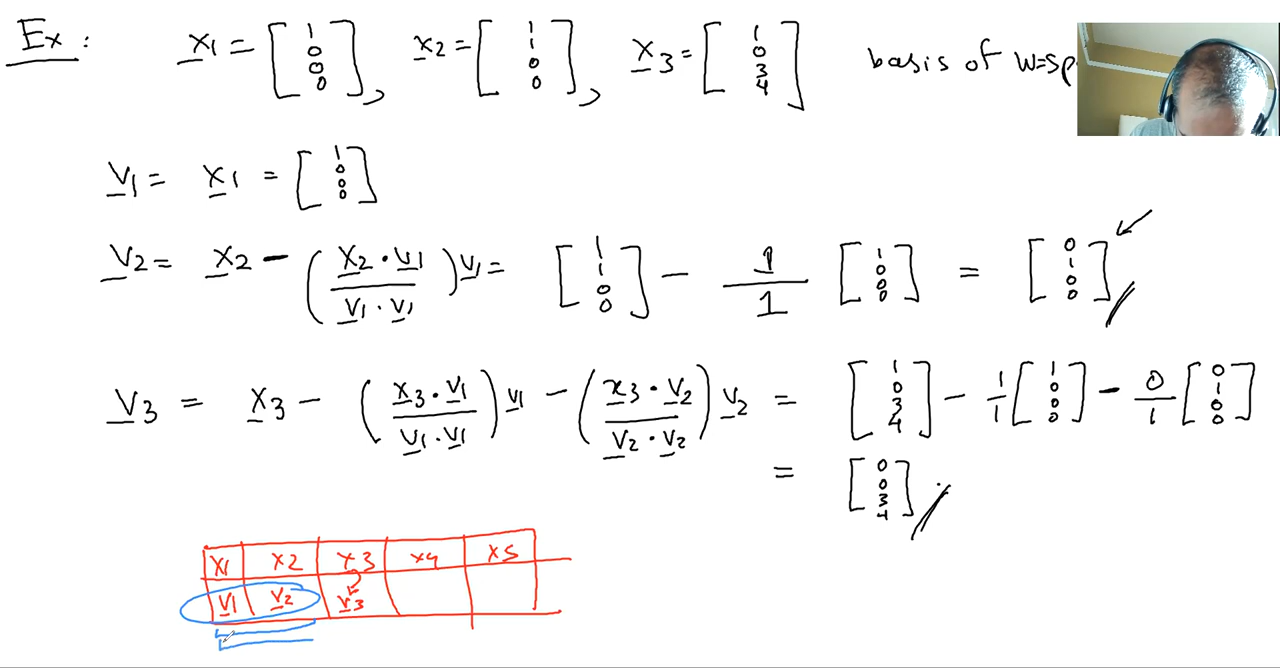 Ex: x1 = [1 0 0 0], x2 = [1 1 0 0], x3 = [1 0 3 4] basis of W=sp
v1 = x1 = [1 0 0 0]
v2 = x2 - (x2 · v1 / v1 · v1) v1 = [1 1 0 0] - 1/1 [1 0 0 0] = [0 1 0 0]
v3 = x3 - (x3 · v1 / v1 · v1) v1 - (x3 · v2 / v2 · v2) v2 = [1 0 3 4] - 1/1 [1 0 0 0] - 0/1 [0 1 0 0]
= [0 0 3 4]
x1 x2 x3 x4 x5
v1 v2 v3